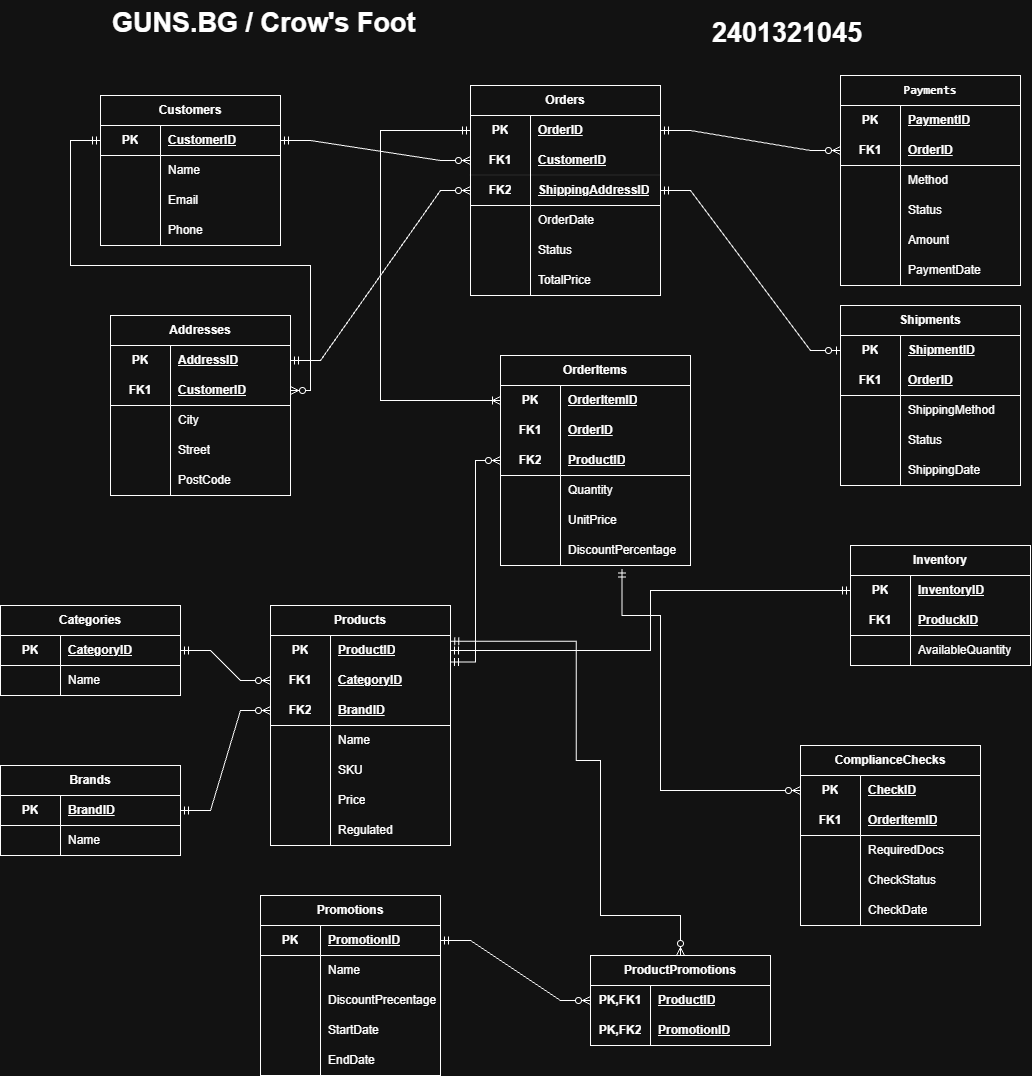 GUNS.BG / Crow's Foot
2401321045
Customers
PK CustomerID
Name
Email
Phone
Orders
PK OrderID
FK1 CustomerID
FK2 ShippingAddressID
OrderDate
Status
TotalPrice
Payments
PK PaymentID
FK1 OrderID
Method
Status
Amount
PaymentDate
Addresses
PK AddressID
FK1 CustomerID
City
Street
PostCode
Shipments
PK ShipmentID
FK1 OrderID
ShippingMethod
Status
ShippingDate
OrderItems
PK OrderItemID
FK1 OrderID
FK2 ProductID
Quantity
UnitPrice
DiscountPercentage
Inventory
PK InventoryID
FK1 ProduckID
AvailableQuantity
Categories
PK CategoryID
Name
Products
PK ProductID
FK1 CategoryID
FK2 BrandID
Name
SKU
Price
Regulated
Brands
PK BrandID
Name
ComplianceChecks
PK CheckID
FK1 OrderItemID
RequiredDocs
CheckStatus
CheckDate
Promotions
PK PromotionID
Name
DiscountPrecentage
StartDate
EndDate
ProductPromotions
PK,FK1 ProductID
PK,FK2 PromotionID